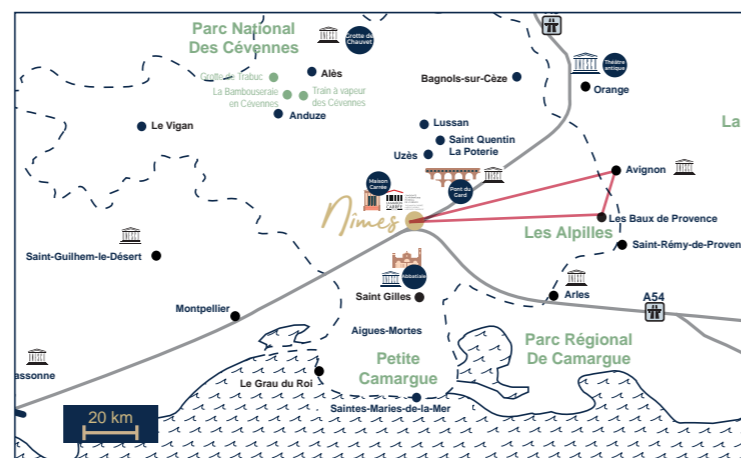 Parc National
Des Cévennes
Grotte de
Chauvet
Théâtre
antique
Alès
Grotte de Trabuc
La Bambouseraie
en Cévennes
Train à vapeur
des Cévennes
Bagnols-sur-Cèze
Orange
Anduze
Le Vigan
Lussan
Saint Quentin
La Poterie
Uzès
La
Avignon
Maison
Carrée
Pont du
Gard
Nîmes
Les Baux de Provence
Les Alpilles
Saint-Rémy-de-Proven
Saint-Guilhem-le-Désert
Abbatiale
Saint Gilles
Arles
A54
Montpellier
Aigues-Mortes
Parc Régional
De Camargue
Petite
Camargue
assonne
Le Grau du Roi
Saintes-Maries-de-la-Mer
20 km